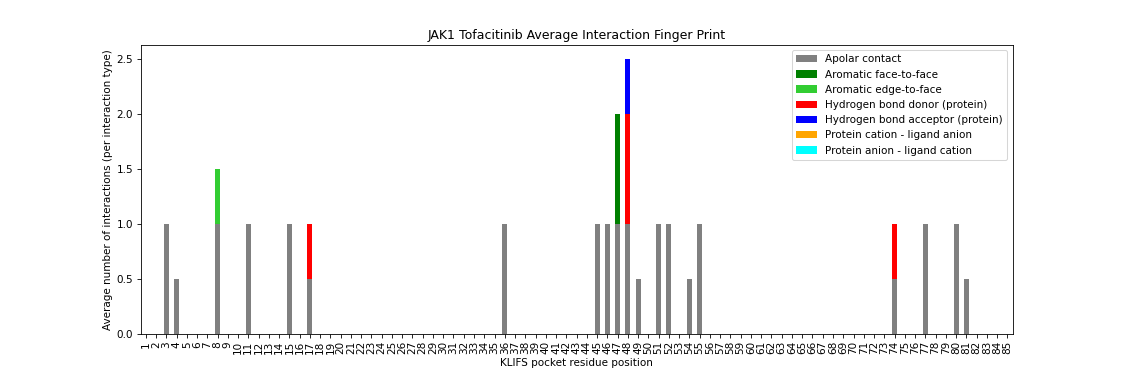 JAK1 Tofacitinib Average Interaction Finger Print
Average number of interactions (per interaction type)
2.5
2.0
1.5
1.0
0.5
0.0
Apolar contact
Aromatic face-to-face
Aromatic edge-to-face
Hydrogen bond donor (protein)
Hydrogen bond acceptor (protein)
Protein cation - ligand anion
Protein anion - ligand cation
1 2 3 4 5 6 7 8 9 10 11 12 13 14 15 16 17 18 19 20 21 22 23 24 25 26 27 28 29 30 31 32 33 34 35 36 37 38 39 40 41 42 43 44 45 46 47 48 49 50 51 52 53 54 55 56 57 58 59 60 61 62 63 64 65 66 67 68 69 70 71 72 73 74 75 76 77 78 79 80 81 82 83 84 85
KLIFS pocket residue position